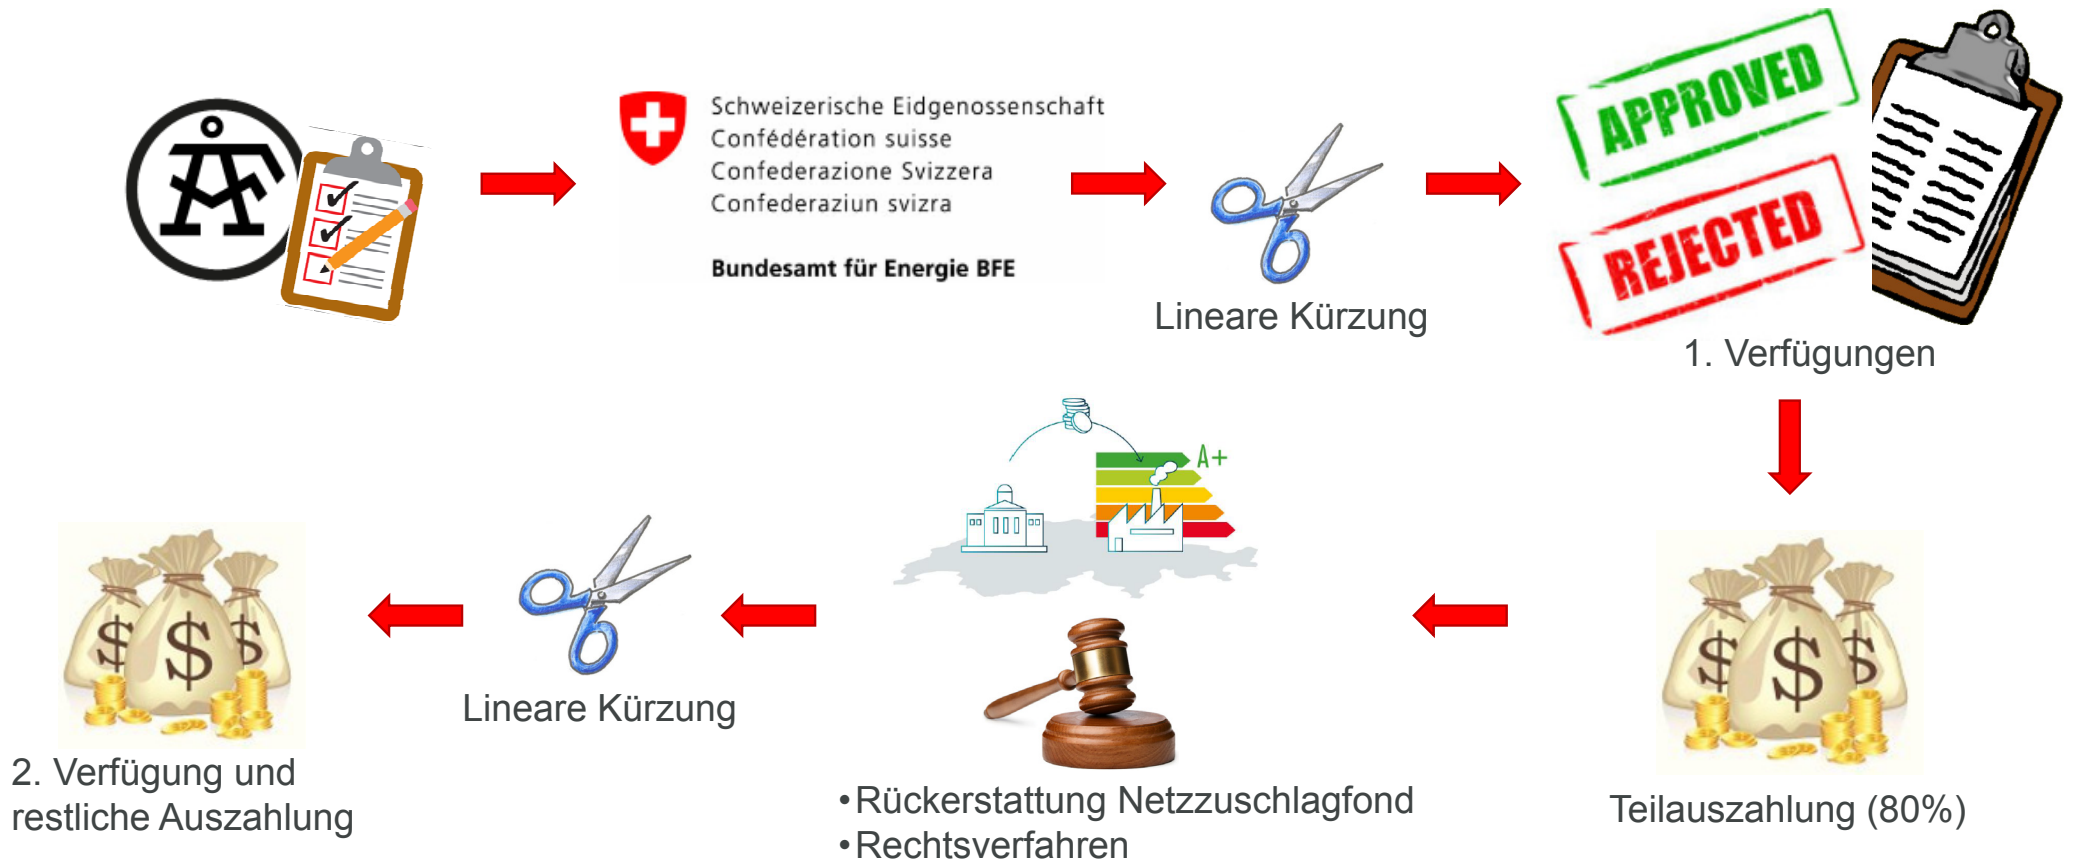 Schweizerische Eidgenossenschaft
Confédération suisse
Confederazione Svizzera
Confederaziun svizra
Bundesamt für Energie BFE
Lineare Kürzung
APPROVED
REJECTED
1. Verfügungen
A+
$ $ $
Teilauszahlung (80%)
•Rückerstattung Netzzuschlagfond
•Rechtsverfahren
Lineare Kürzung
$ $ $
2. Verfügung und
restliche Auszahlung